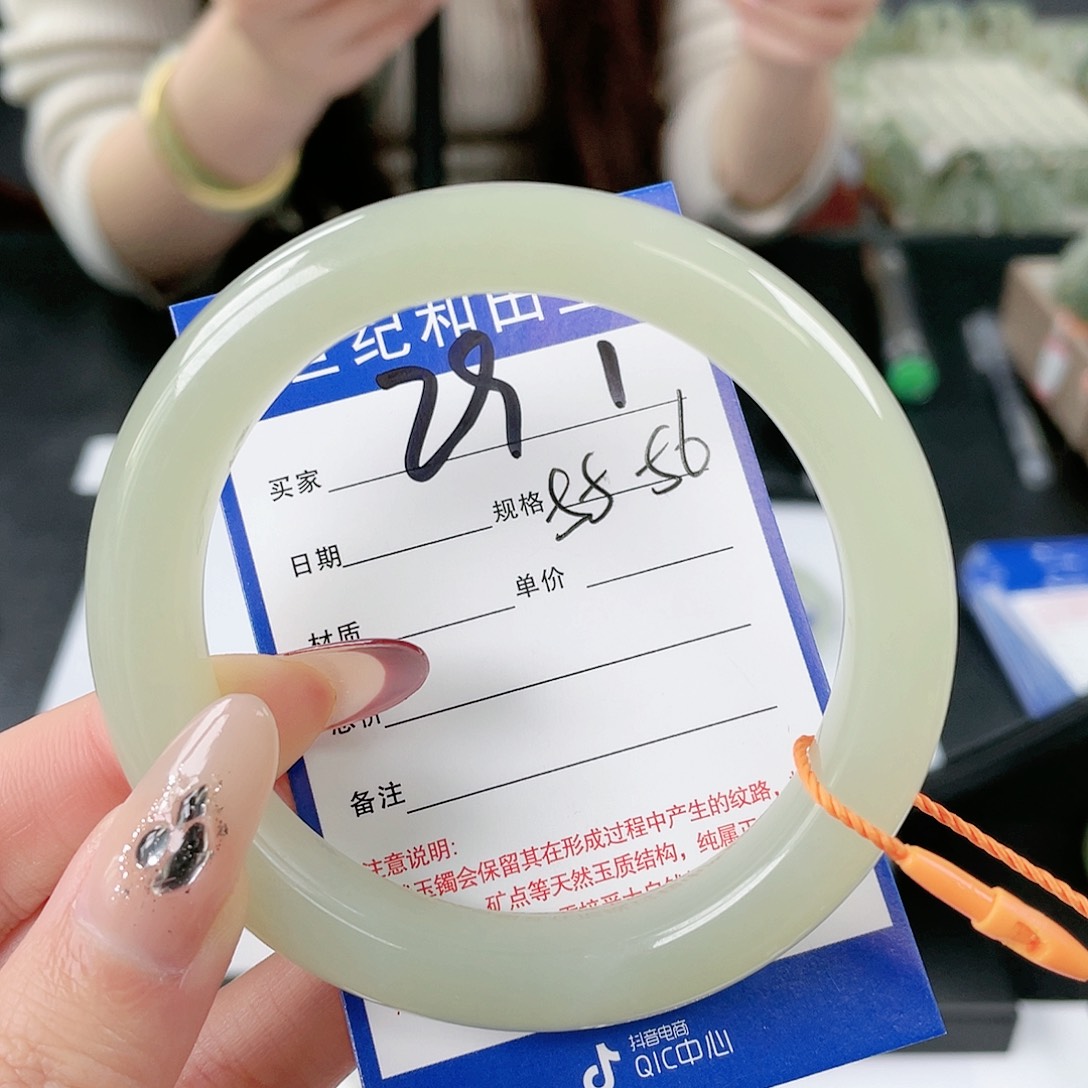 世纪和田玉
29 1
买家
规格 55-56
日期
单价
材质
总价
备注
注意说明:
玉镯会保留其在形成过程中产生的纹路,
矿点等天然玉质结构,纯属正
抖音电商
QIC中心